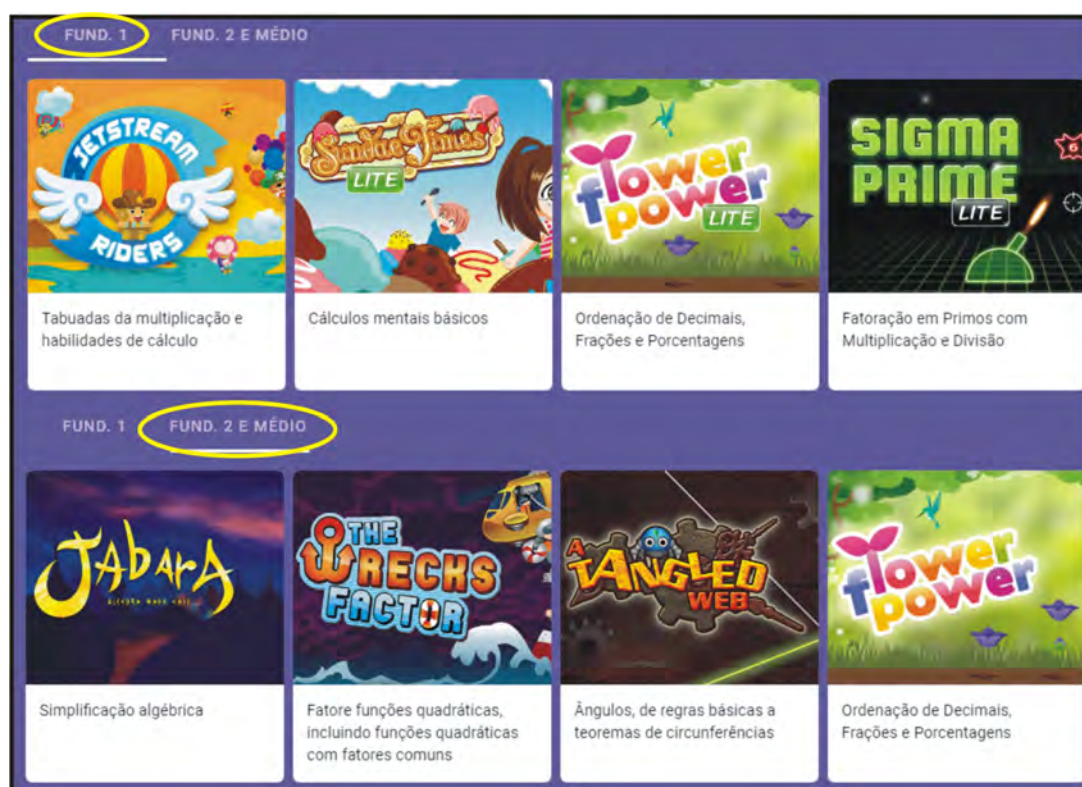 FUND. 1 FUND. 2 E MÉDIO
JETSTREAM
RIDERS
Sundae Times
LITE
flower
power
LITE
SIGMA
PRIME
LITE
6
Tabuadas da multiplicação e
habilidades de cálculo
Cálculos mentais básicos
Ordenação de Decimais,
Frações e Porcentagens
Fatoração em Primos com
Multiplicação e Divisão
FUND. 1 FUND. 2 E MÉDIO
JABARA
THE
WRECKS
FACTOR
A
TANGLED
WEB
flower
power
Simplificação algébrica
Fatore funções quadráticas,
incluindo funções quadráticas
com fatores comuns
Ângulos, de regras básicas a
teoremas de circunferências
Ordenação de Decimais,
Frações e Porcentagens